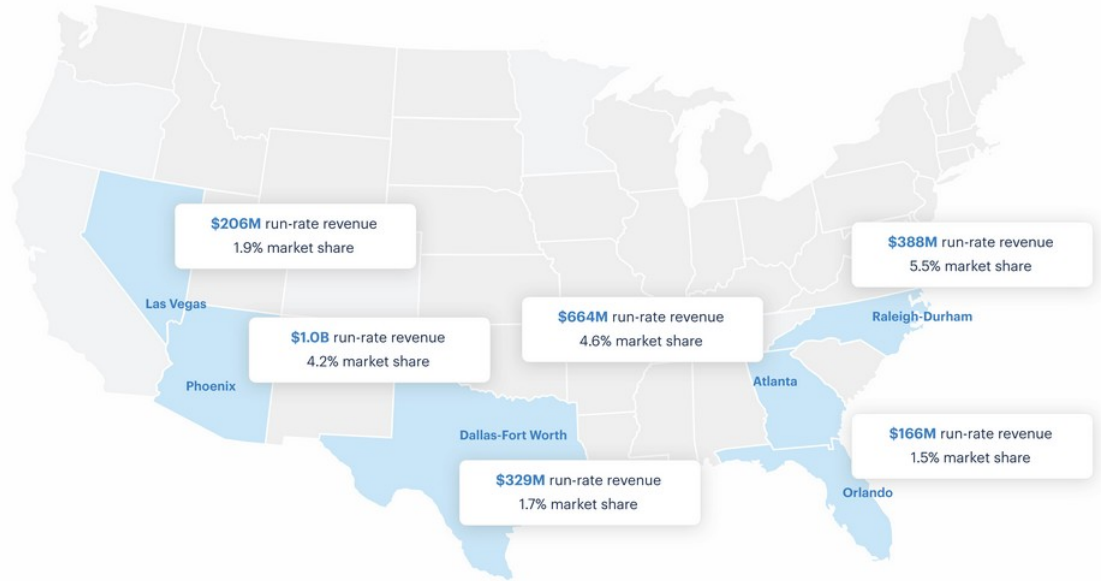 $206M run-rate revenue
1.9% market share
Las Vegas
$1.0B run-rate revenue
4.2% market share
Phoenix
Dallas-Fort Worth
$329M run-rate revenue
1.7% market share
$664M run-rate revenue
4.6% market share
Atlanta
$388M run-rate revenue
5.5% market share
Raleigh-Durham
$166M run-rate revenue
1.5% market share
Orlando